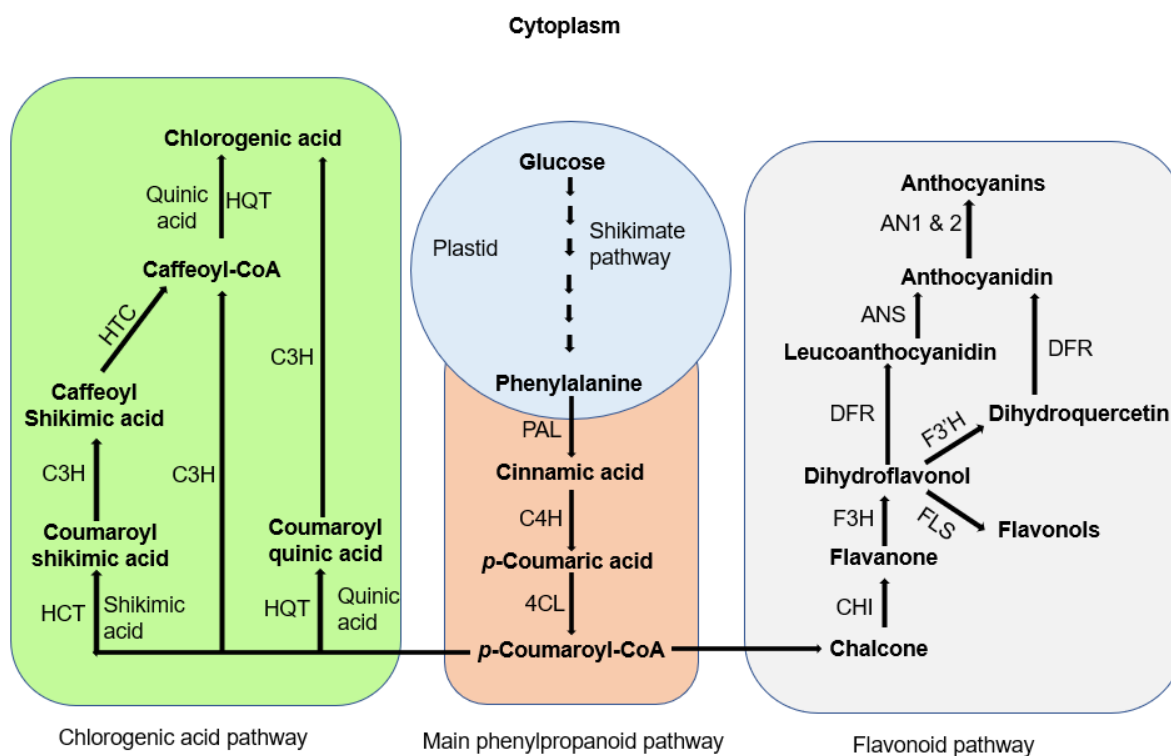 Cytoplasm
Chlorogenic acid
Quinic
acid
HQT
Caffeoyl-CoA
HTC
C3H
Caffeoyl
Shikimic acid
C3H
C3H
Coumaroyl
shikimic acid
Coumaroyl
quinic acid
HCT
Shikimic
acid
HQT
Quinic
acid
Chlorogenic acid pathway
Glucose
Plastid
Shikimate
pathway
Phenylalanine
PAL
Cinnamic acid
C4H
p-Coumaric acid
4CL
p-Coumaroyl-CoA
Main phenylpropanoid pathway
Anthocyanins
AN1 & 2
Anthocyanidin
ANS
Leucoanthocyanidin
DFR
Dihydroquercetin
DFR
F3'H
Dihydroflavonol
F3H
FLS
Flavonols
Flavanone
CHI
Chalcone
Flavonoid pathway